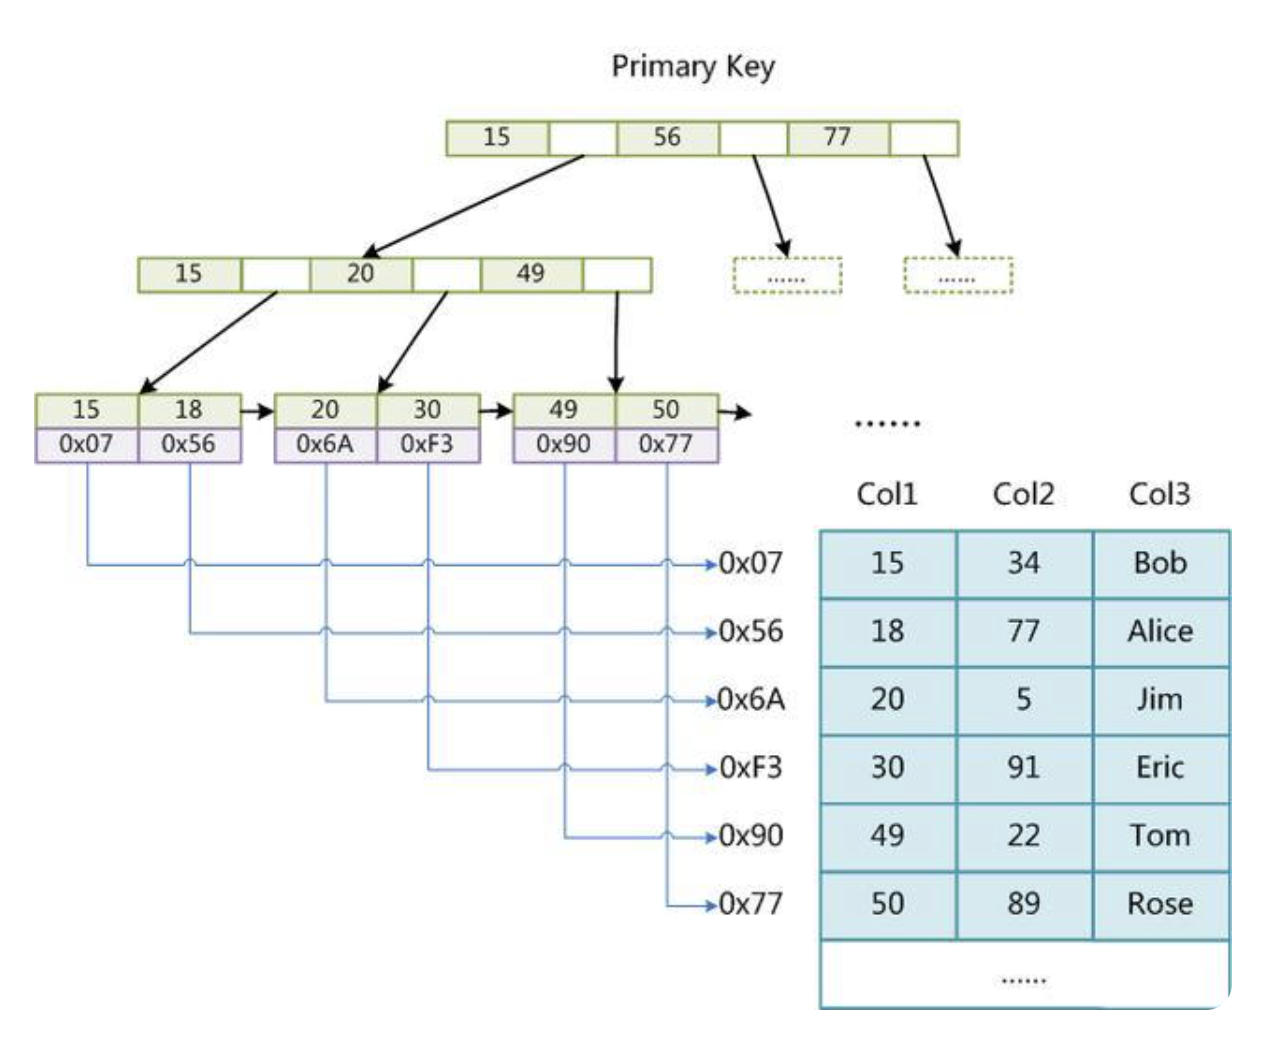 Primary Key
15 56 77
15 20 49 ...... ......
15 18 20 30 49 50
0x07 0x56 0x6A 0xF3 0x90 0x77
......
Col1 Col2 Col3
0x07 15 34 Bob
0x56 18 77 Alice
0x6A 20 5 Jim
0xF3 30 91 Eric
0x90 49 22 Tom
0x77 50 89 Rose
......